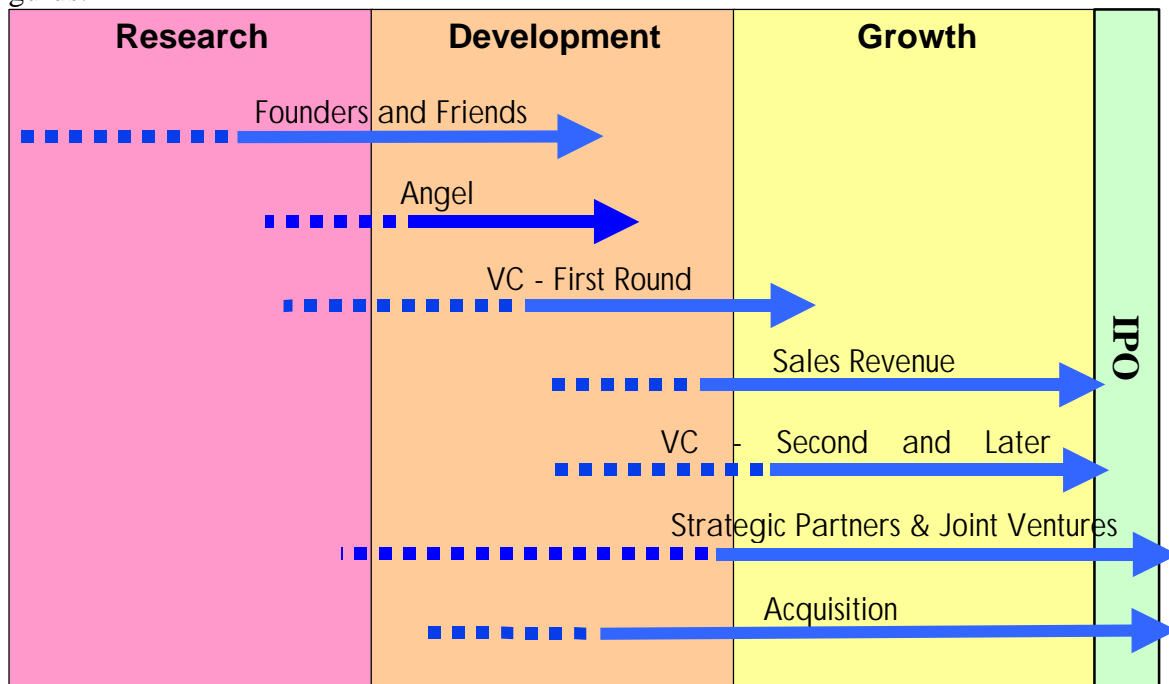 Research Development Growth
Founders and Friends
Angel
VC - First Round
Sales Revenue
VC - Second and Later
Strategic Partners & Joint Ventures
Acquisition
IPO